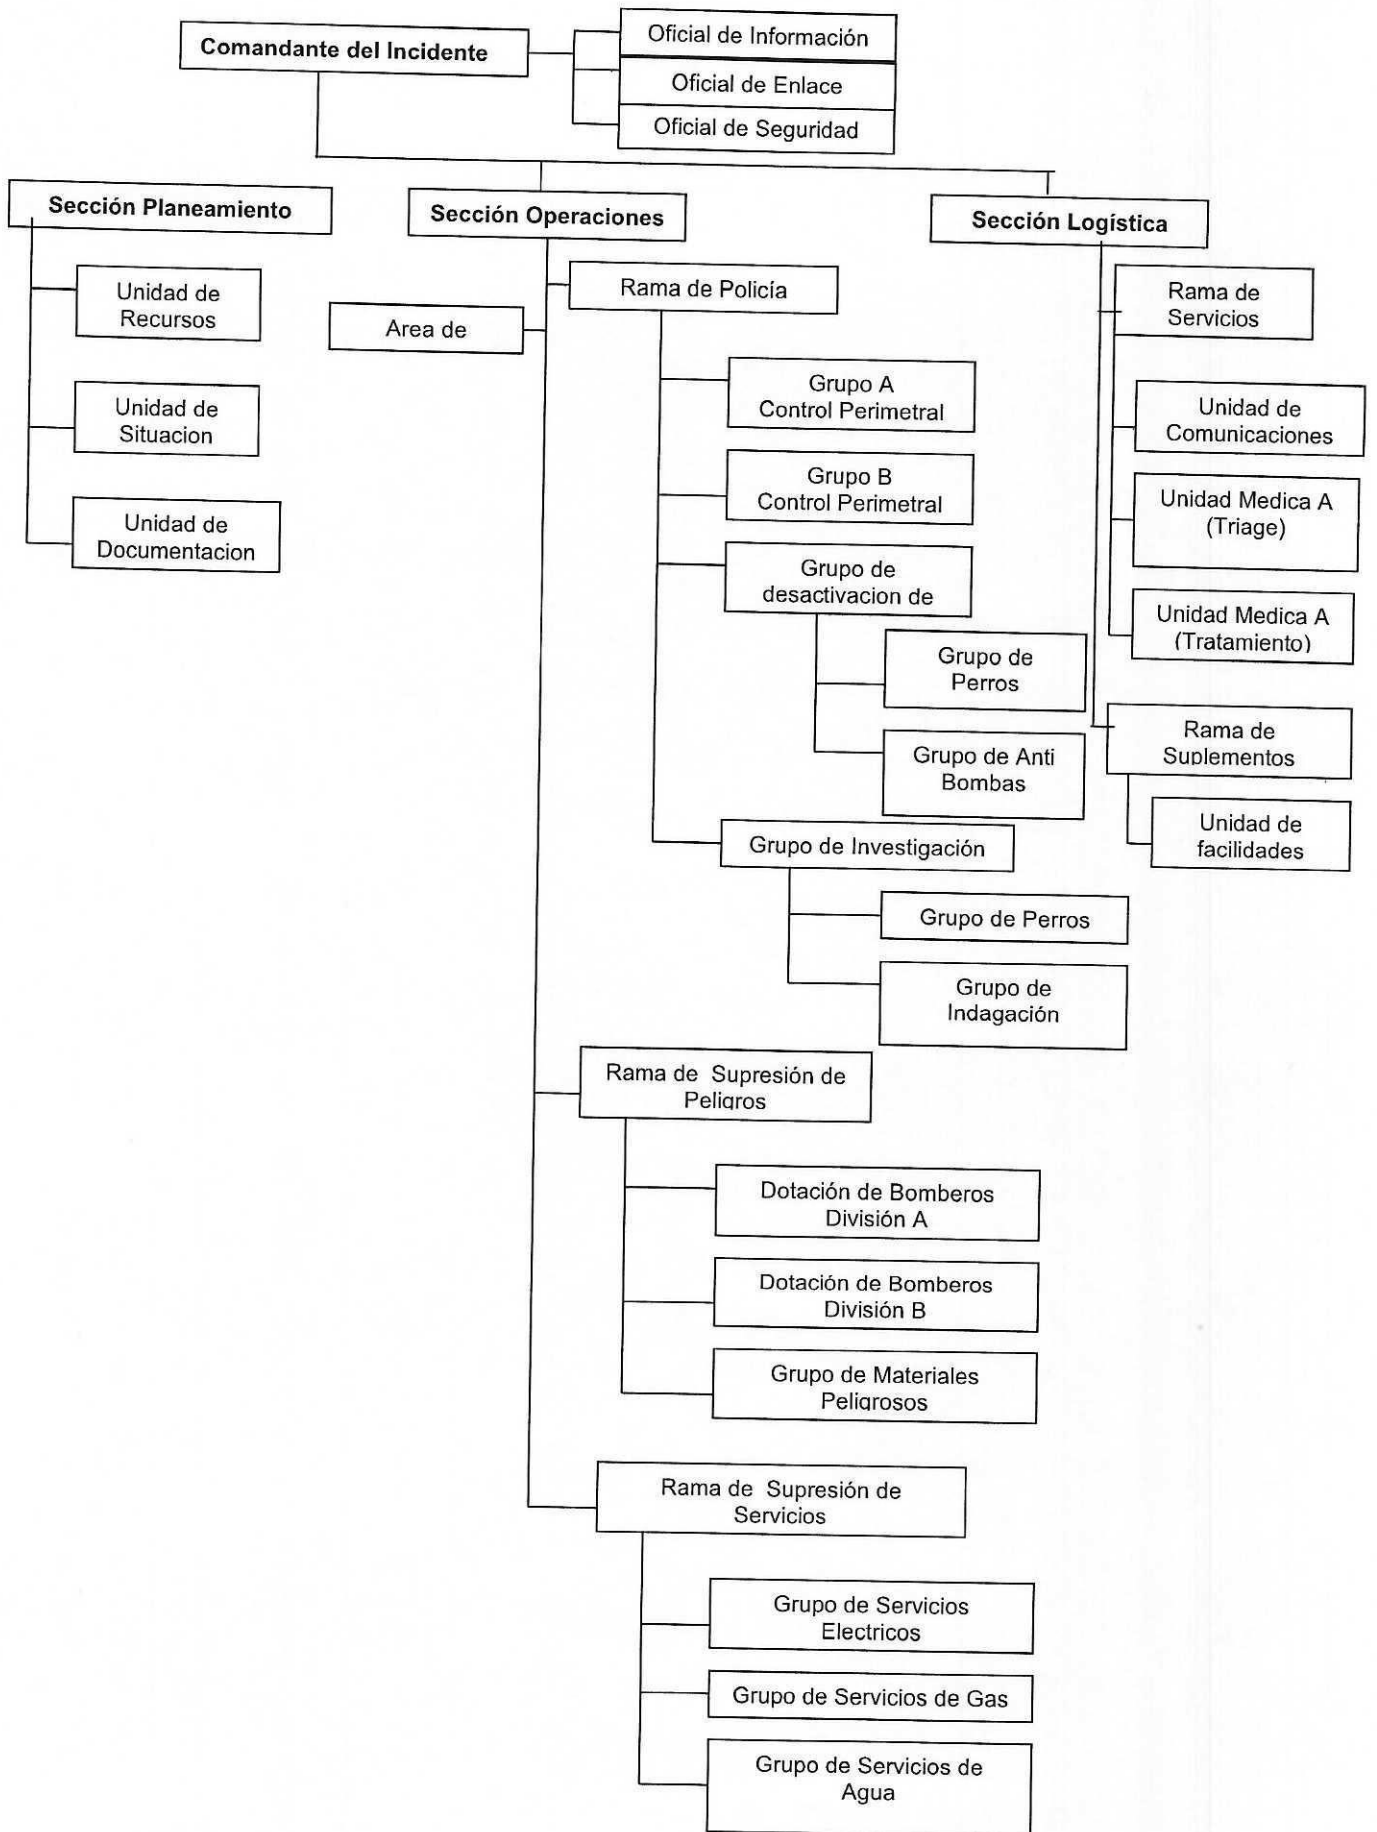 Comandante del Incidente
Oficial de Información
Oficial de Enlace
Oficial de Seguridad
Sección Planeamiento
Unidad de
Recursos
Unidad de
Situacion
Unidad de
Documentacion
Sección Operaciones
Area de
Rama de Policía
Grupo A
Control Perimetral
Grupo B
Control Perimetral
Grupo de
desactivacion de
Grupo de
Perros
Grupo de Anti
Bombas
Grupo de Investigación
Grupo de Perros
Grupo de
Indagación
Rama de Supresión de
Peligros
Dotación de Bomberos
División A
Dotación de Bomberos
División B
Grupo de Materiales
Peligrosos
Rama de Supresión de
Servicios
Grupo de Servicios
Electricos
Grupo de Servicios de Gas
Grupo de Servicios de
Agua
Sección Logística
Rama de
Servicios
Unidad de
Comunicaciones
Unidad Medica A
(Triage)
Unidad Medica A
(Tratamiento)
Rama de
Suplementos
Unidad de
facilidades